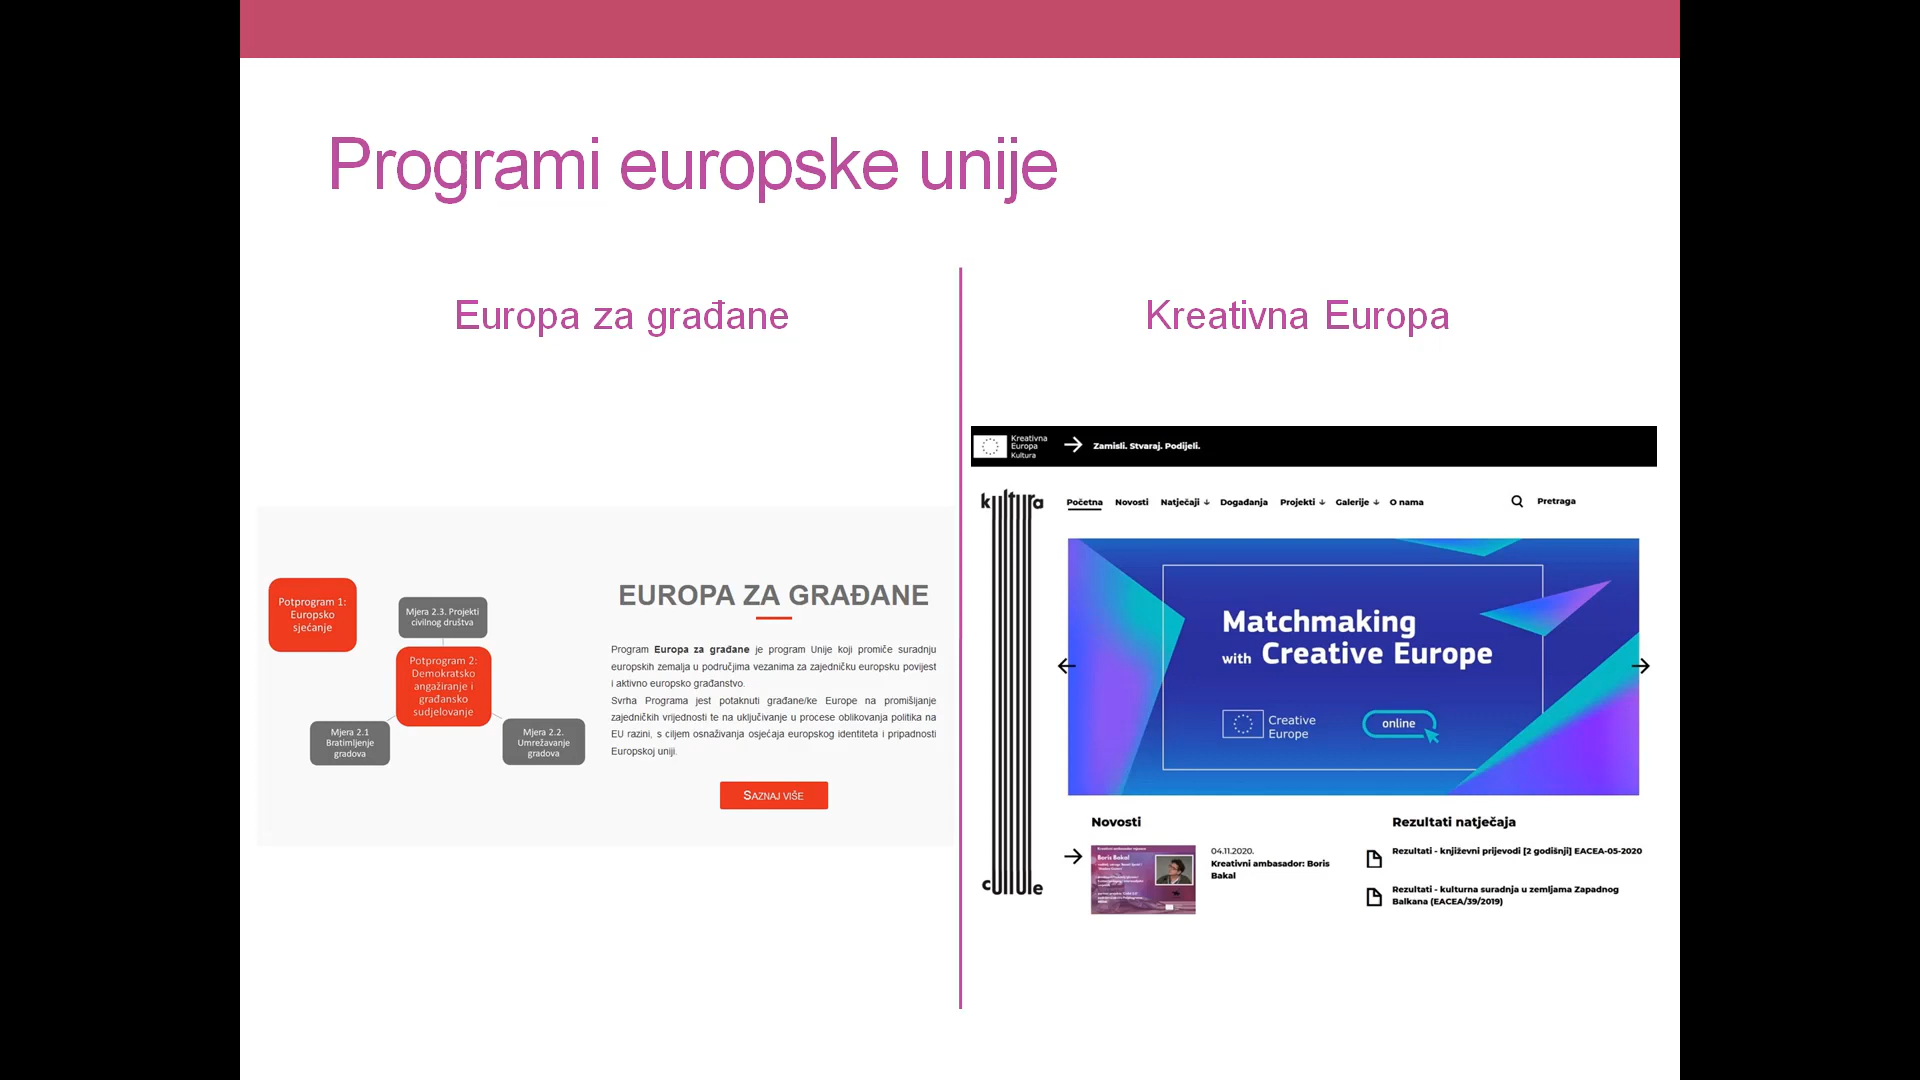 Programi europske unije
Europa za građane
Potprogram 1:
Europsko
sjećanje
Mjera 2.3. Projekti
civilnog društva
Potprogram 2:
Demokratsko
angažiranje i
građansko
sudjelovanje
Mjera 2.1
Bratimljenje
gradova
Mjera 2.2.
Umrežavanje
gradova
EUROPA ZA GRAĐANE
Program Europa za građane je program Unije koji promiče suradnju
europskih zemalja u područjima vezanima za zajedničku europsku povijest
i aktivno europsko građanstvo.
Svrha Programa jest potaknuti građane/ke Europe na promišljanje
zajedničkih vrijednosti te na uključivanje u procese oblikovanja politika na
EU razini, s ciljem osnaživanja osjećaja europskog identiteta i pripadnosti
Europskoj uniji.
SAZNAJ VIŠE
Kreativna Europa
Kreativna
Europa
Kultura
Zamisli. Stvaraj. Podijeli.
kultura
Početna Novosti Natječaji Događanja Projekti Galerije O nama
Pretraga
Matchmaking
with Creative Europe
Creative
Europe
online
culture
Novosti
Boris Bakal
04.11.2020.
Kreativni ambasador: Boris
Bakal
Rezultati natječaja
Rezultati - književni prijevodi [2 godišnji] EACEA-05-2020
Rezultati - kulturna suradnja u zemljama Zapadnog
Balkana (EACEA/39/2019)